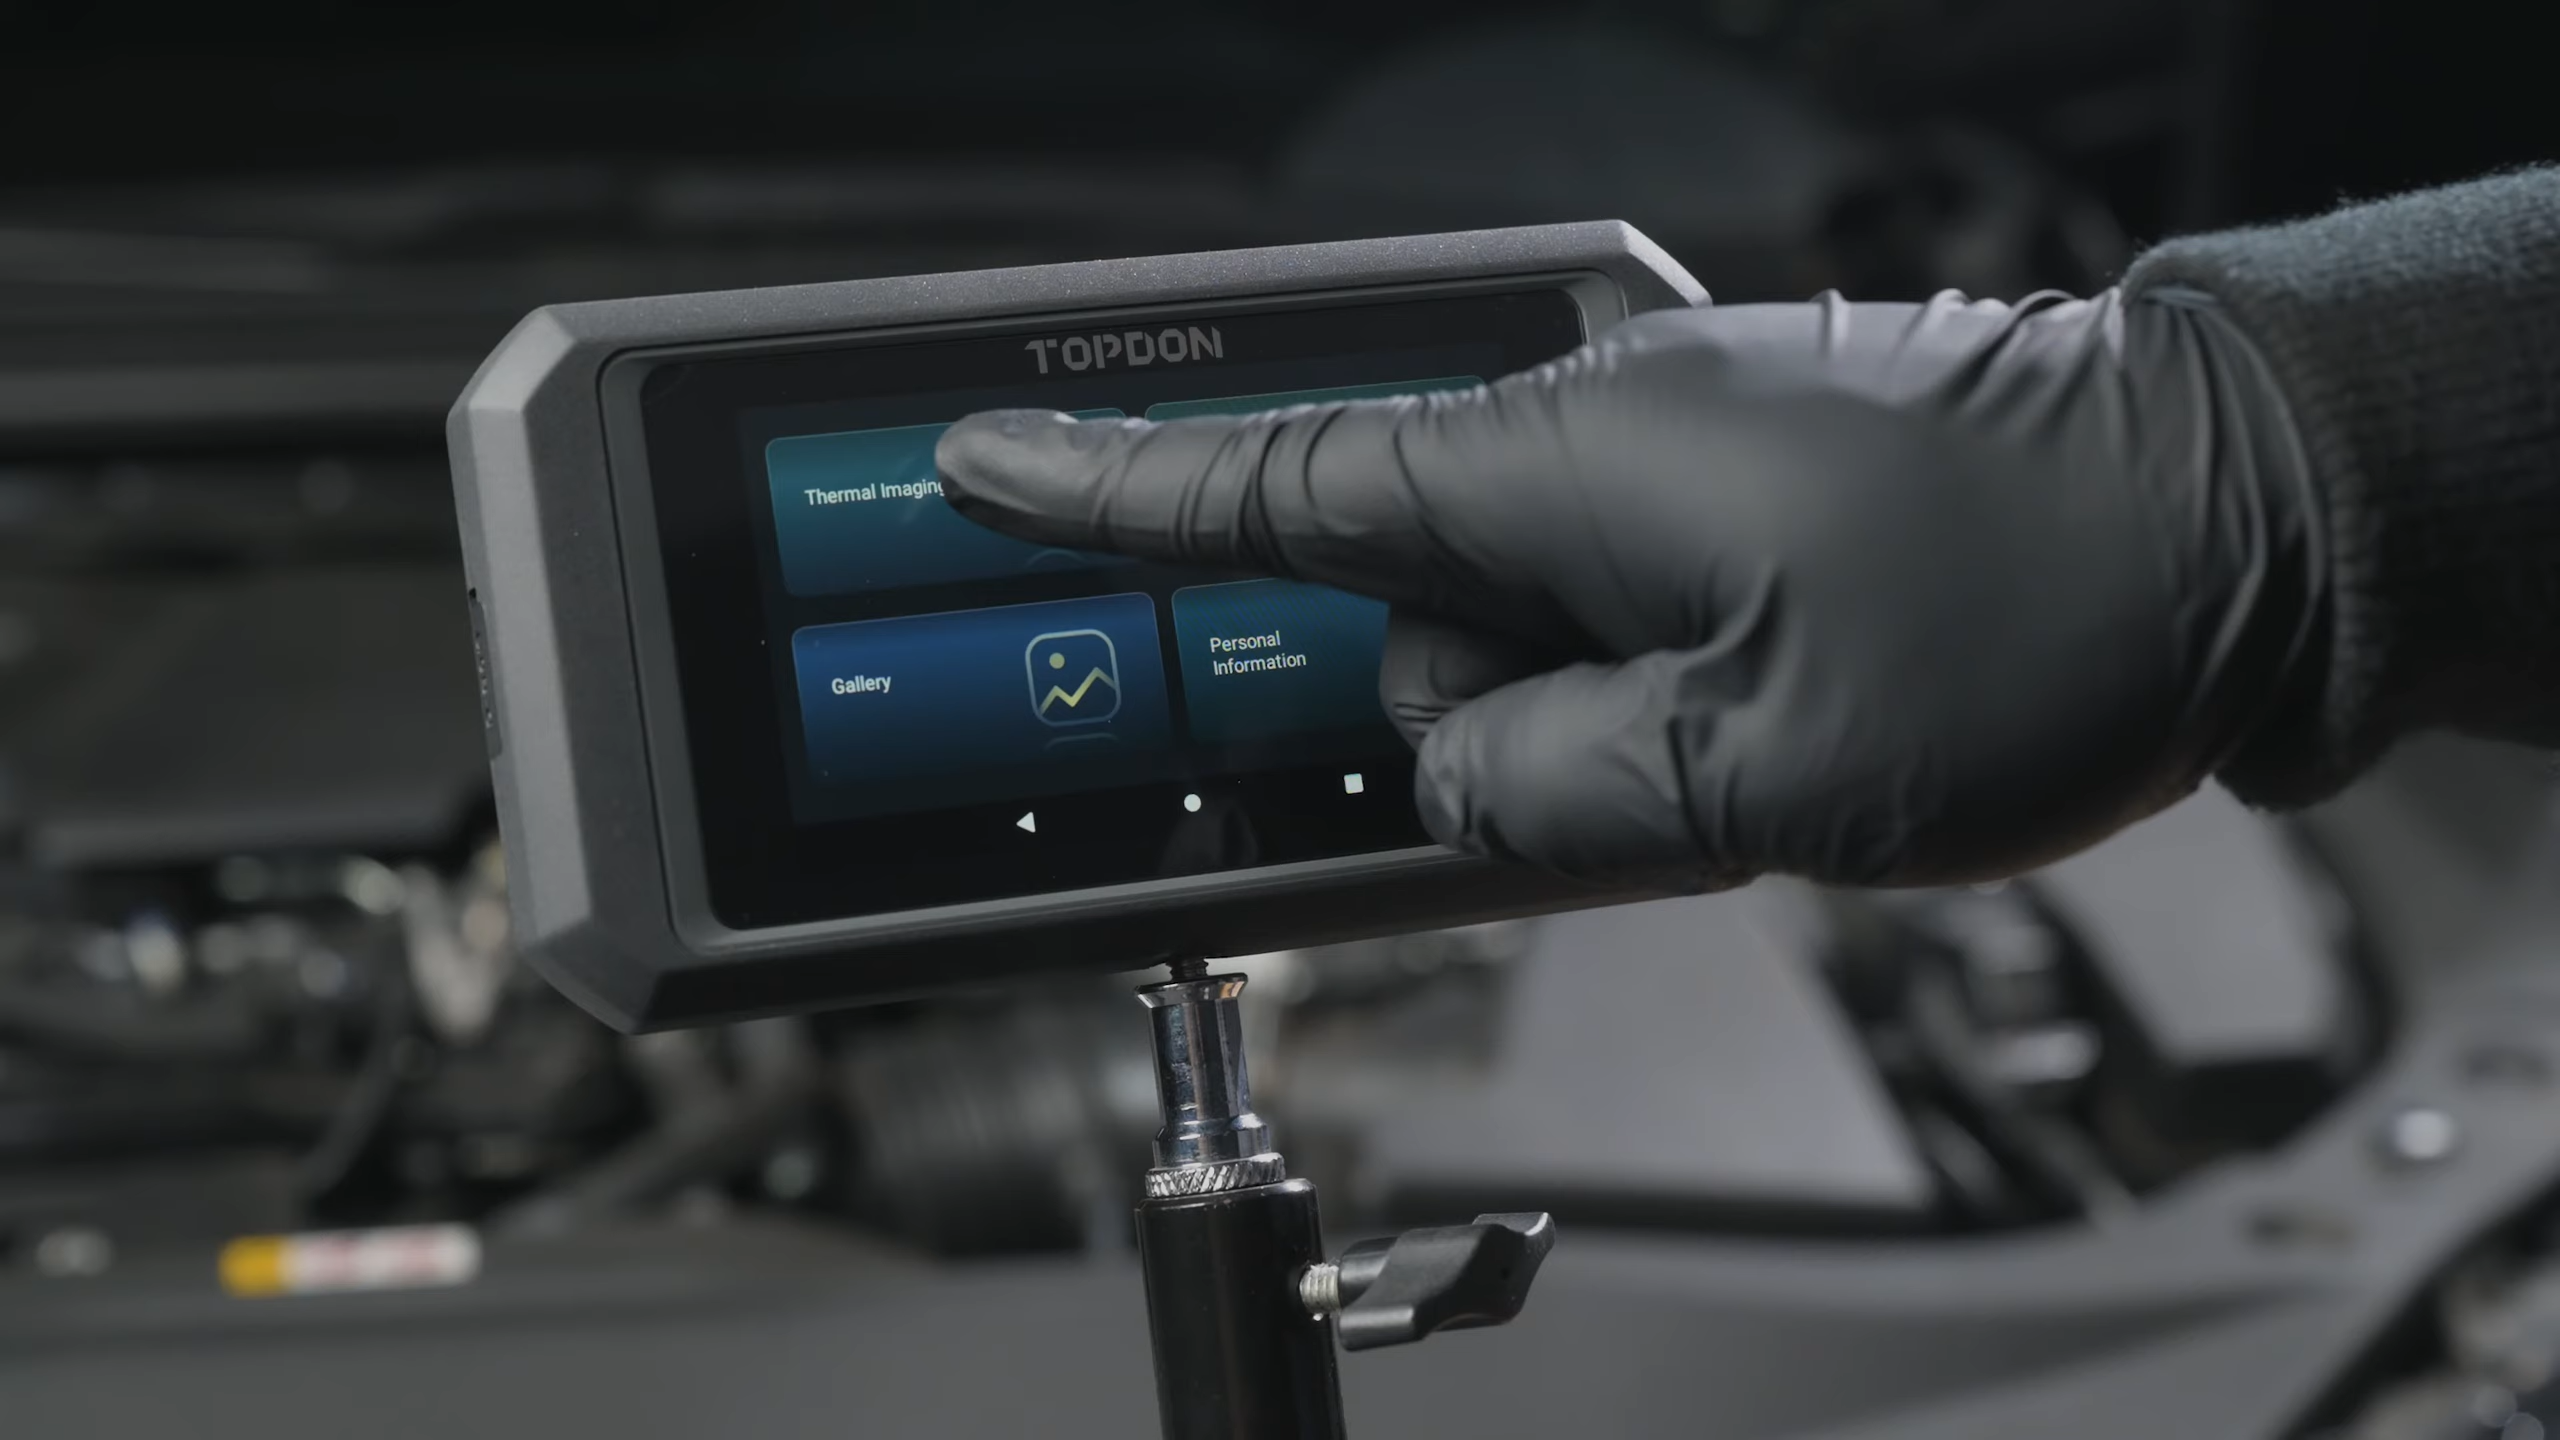 TOPDON
Thermal Imaging
Gallery
Personal
Information